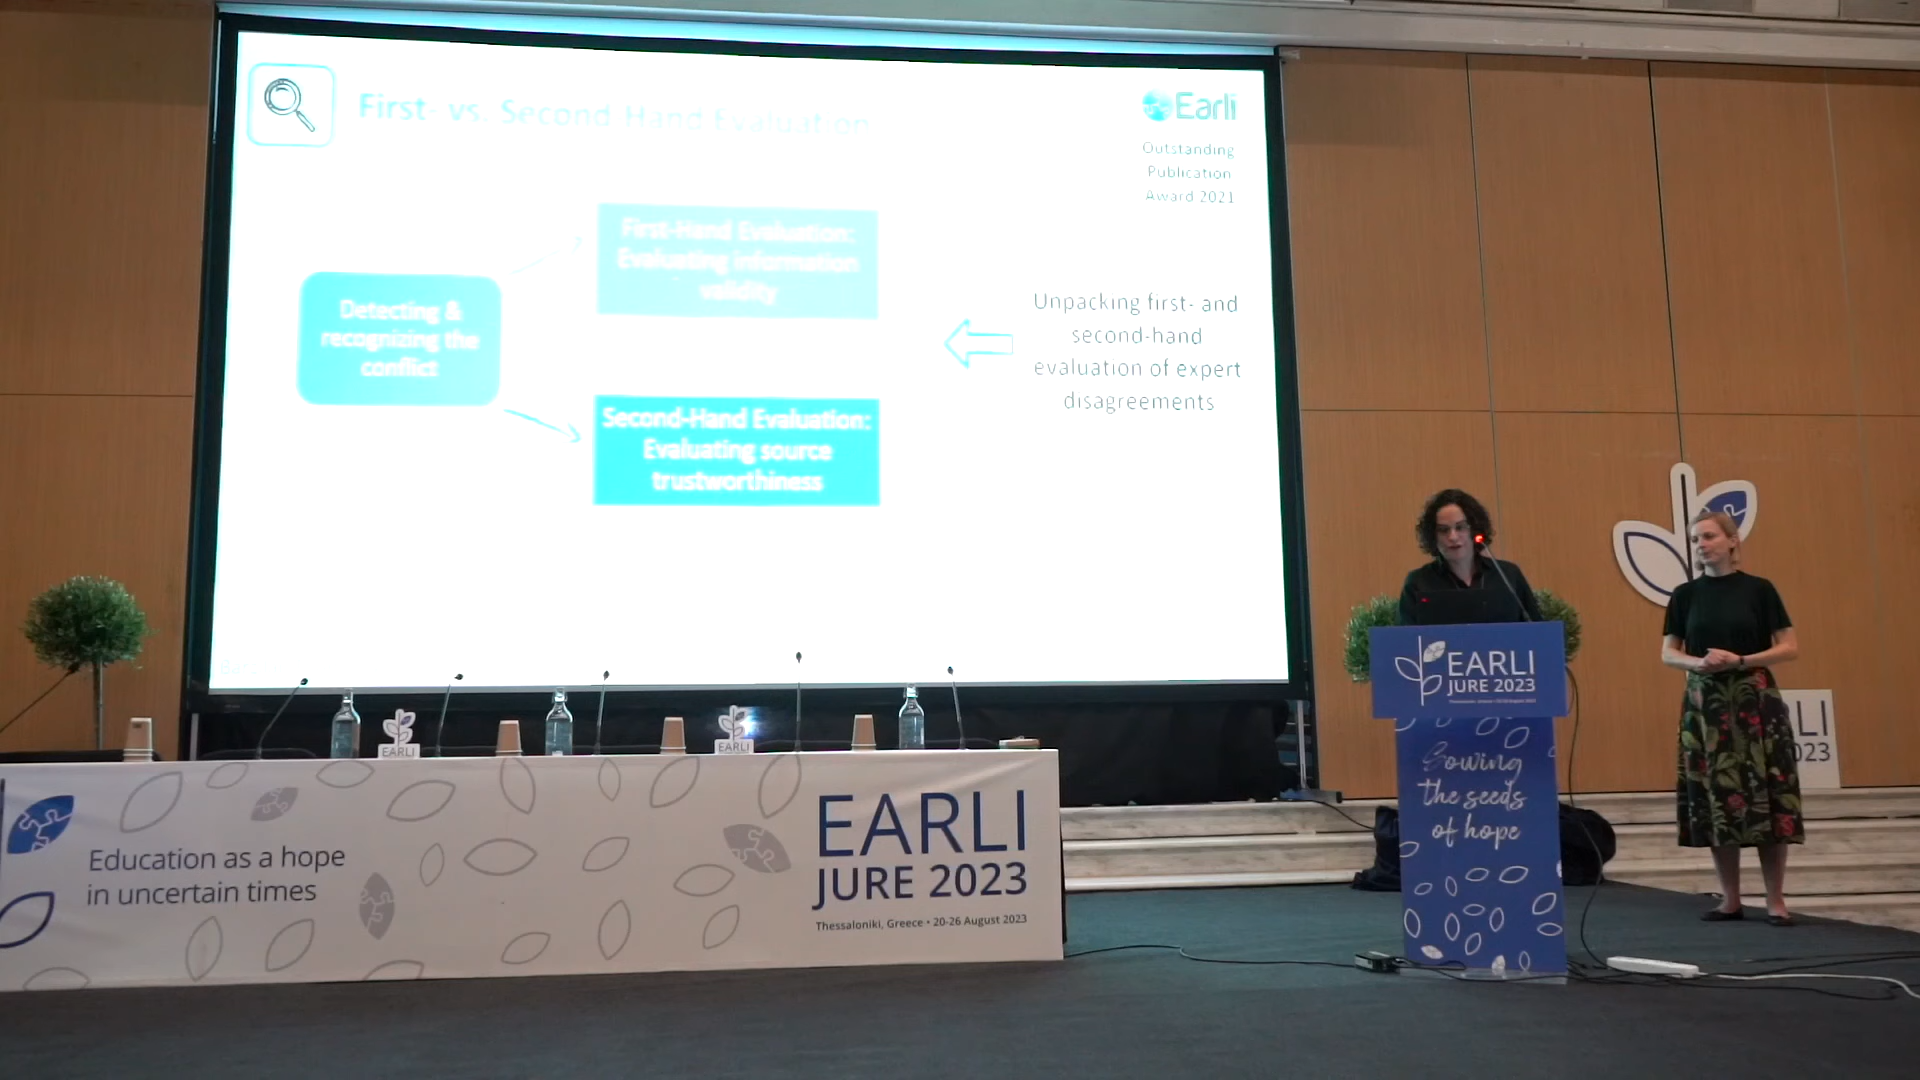 First- vs. Second Hand Evaluation
Earli
Outstanding
Publication
Award 2021
First-Hand Evaluation:
Evaluating information
validity
Detecting &
recognizing the
conflict
Second-Hand Evaluation:
Evaluating source
trustworthiness
Unpacking first- and
second-hand
evaluation of expert
disagreements
EARLI
EARLI
EARLI
JURE 2023
Sowing
the seeds
of hope
LI
023
Education as a hope
in uncertain times
EARLI
JURE 2023
Thessaloniki, Greece • 20-26 August 2023